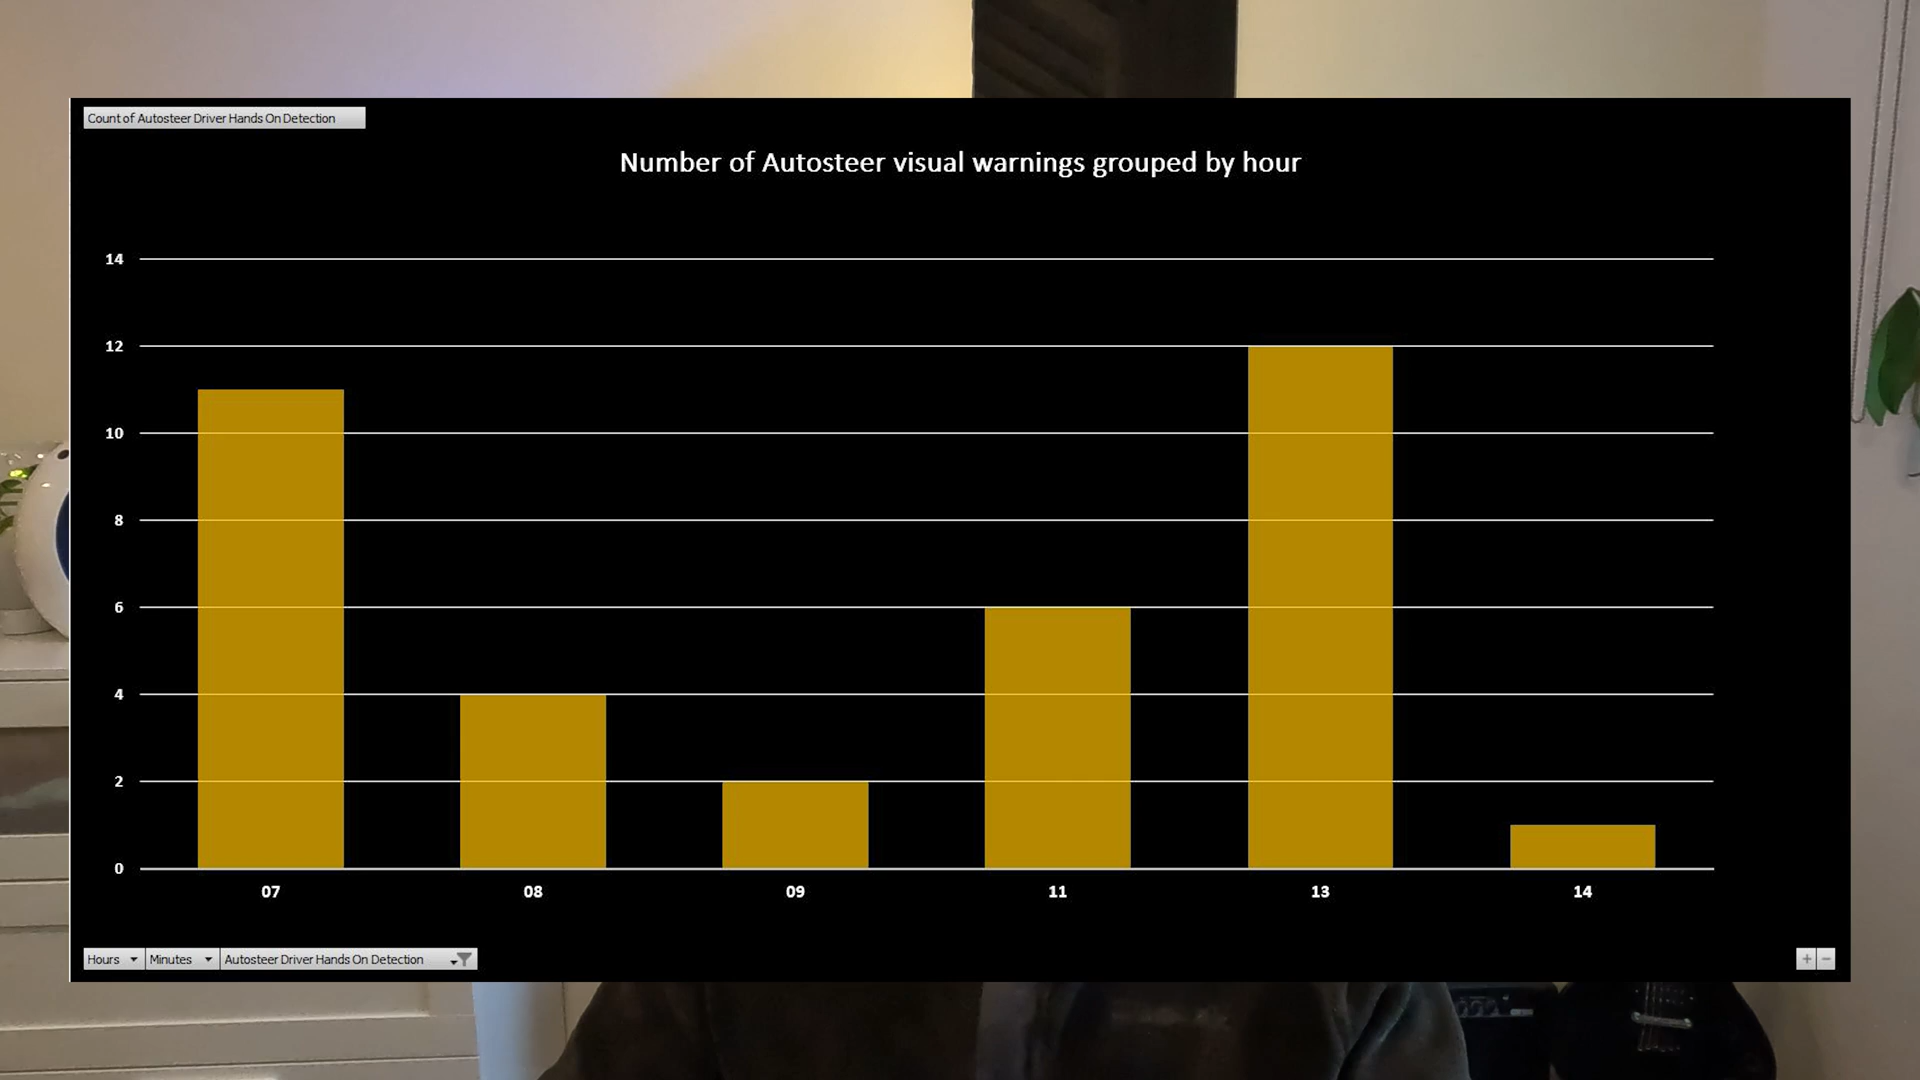 Count of Autosteer Driver Hands On Detection
Number of Autosteer visual warnings grouped by hour
14
12
10
8
6
4
2
0
07 08 09 11 13 14
Hours Minutes Autosteer Driver Hands On Detection
+ −